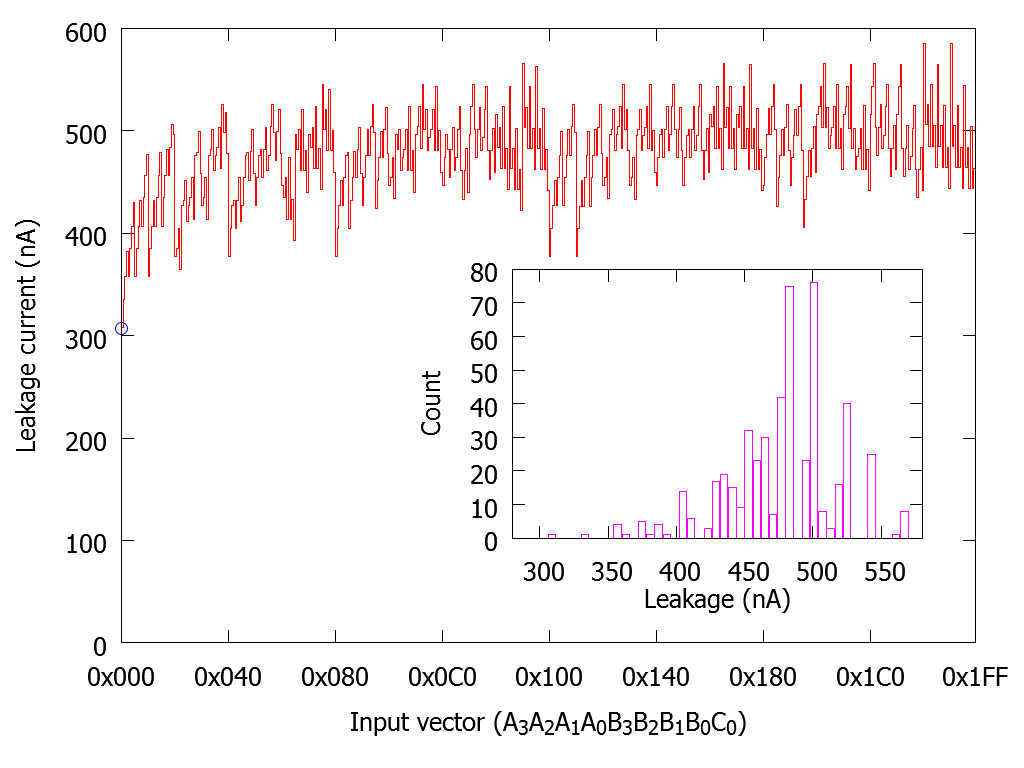 600
500
400
300
200
100
0
Leakage current (nA)
0x000 0x040 0x080 0x0C0 0x100 0x140 0x180 0x1C0 0x1FF
Input vector (A₃A₂A₁A₀B₃B₂B₁B₀C₀)
80
70
60
50
40
30
20
10
0
Count
300 350 400 450 500 550
Leakage (nA)